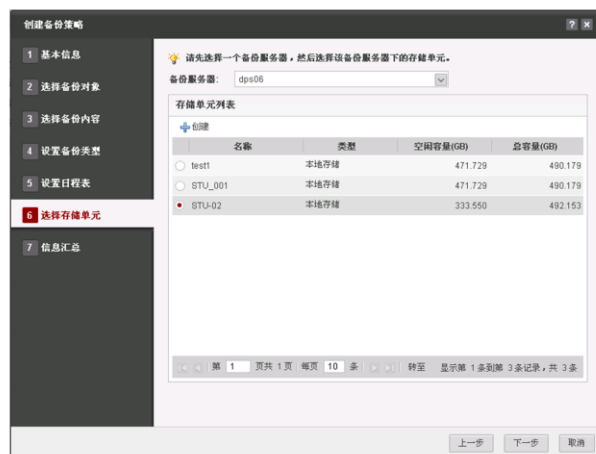 创建备份策略
? ×
1 基本信息
2 选择备份对象
3 选择备份内容
4 设置备份类型
5 设置日程表
6 选择存储单元
7 信息汇总
请先选择一个备份服务器，然后选择该备份服务器下的存储单元。
备份服务器: dps06
存储单元列表
创建
名称 类型 空闲容量(GB) 总容量(GB)
test1 本地存储 471.729 490.179
STU_001 本地存储 471.729 490.179
STU-02 本地存储 333.550 492.153
第 1 页共 1 页 每页 10 条 转至 显示第 1 条到第 3 条记录，共 3 条
上一步 下一步 取消